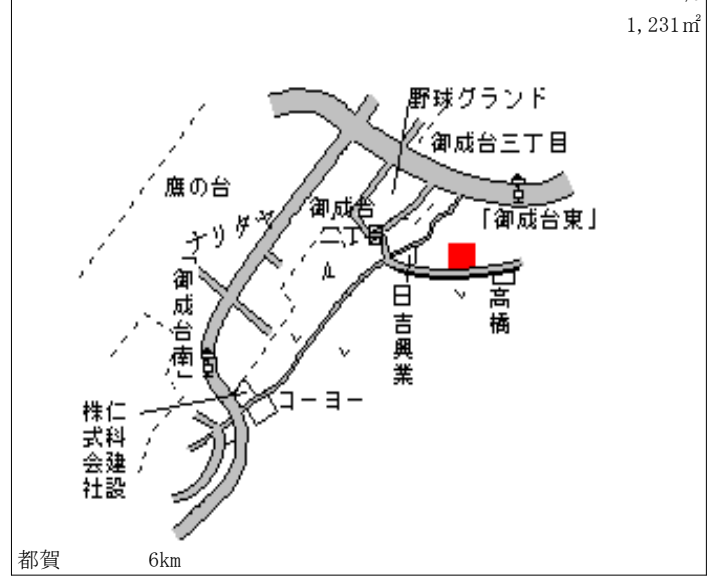 1,231㎡
野球グランド
御成台三丁目
鷹の台
御成台
二丁目
ナリタヤ
「御成台東」
「御成台南」
日吉興業
高橋
コーヨー
株式会社
仁科建設
都賀 6km